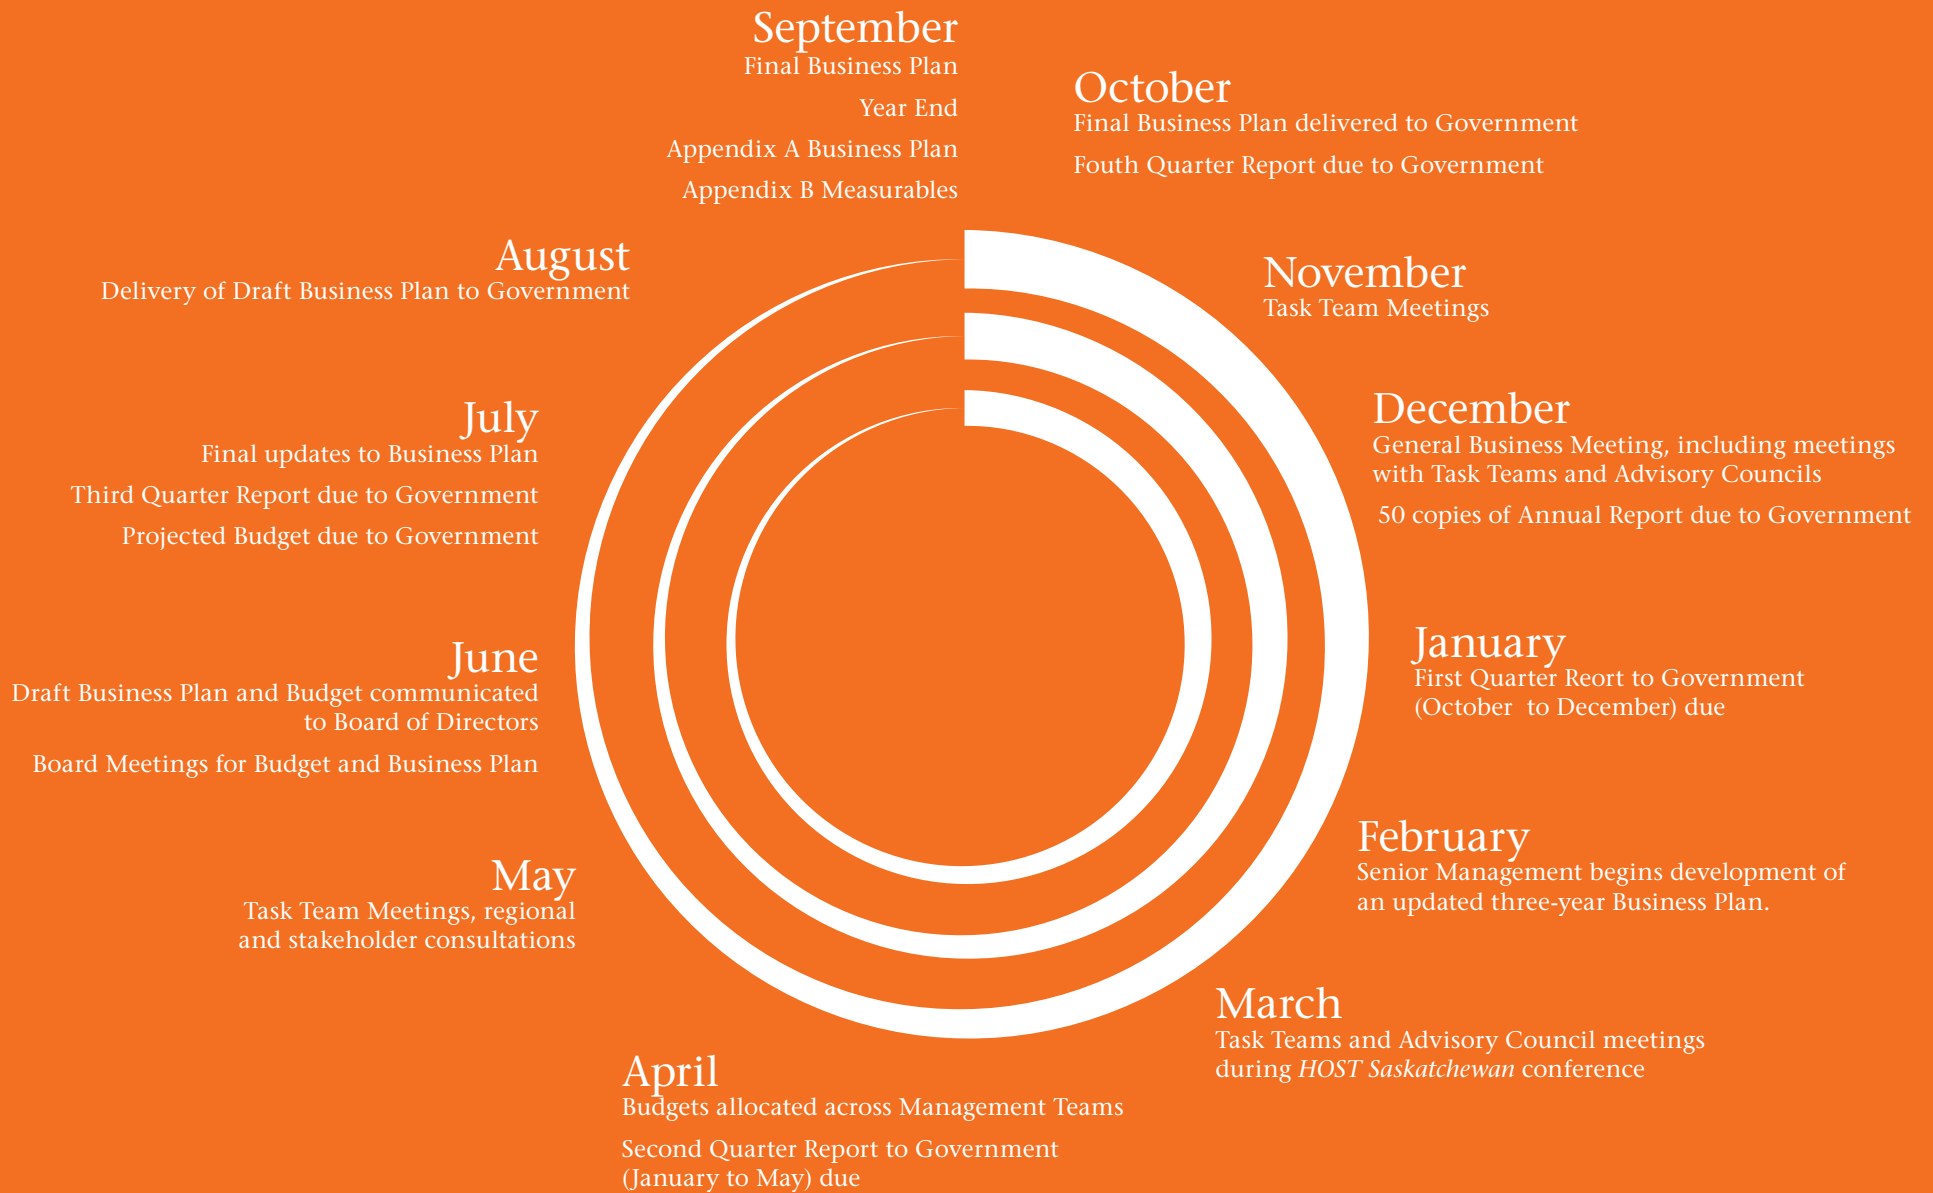 September
Final Business Plan
Year End
Appendix A Business Plan
Appendix B Measurables
October
Final Business Plan delivered to Government
Fouth Quarter Report due to Government
November
Task Team Meetings
December
General Business Meeting, including meetings
with Task Teams and Advisory Councils
50 copies of Annual Report due to Government
January
First Quarter Reort to Government
(October to December) due
February
Senior Management begins development of
an updated three-year Business Plan.
March
Task Teams and Advisory Council meetings
during HOST Saskatchewan conference
April
Budgets allocated across Management Teams
Second Quarter Report to Government
(January to May) due
May
Task Team Meetings, regional
and stakeholder consultations
June
Draft Business Plan and Budget communicated
to Board of Directors
Board Meetings for Budget and Business Plan
July
Final updates to Business Plan
Third Quarter Report due to Government
Projected Budget due to Government
August
Delivery of Draft Business Plan to Government